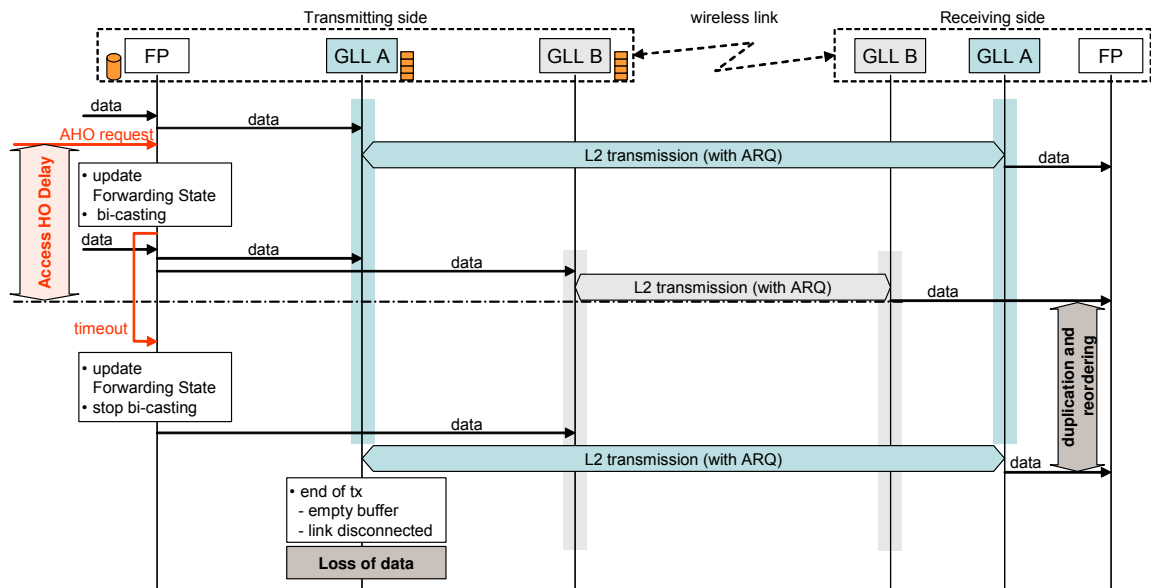 Transmitting side
wireless link
Receiving side
FP
GLL A
GLL B
GLL B
GLL A
FP
data
data
AHO request
L2 transmission (with ARQ)
data
Access HO Delay
• update
Forwarding State
• bi-casting
data
data
data
L2 transmission (with ARQ)
data
timeout
duplication and
reordering
• update
Forwarding State
• stop bi-casting
data
L2 transmission (with ARQ)
data
• end of tx
- empty buffer
- link disconnected
Loss of data